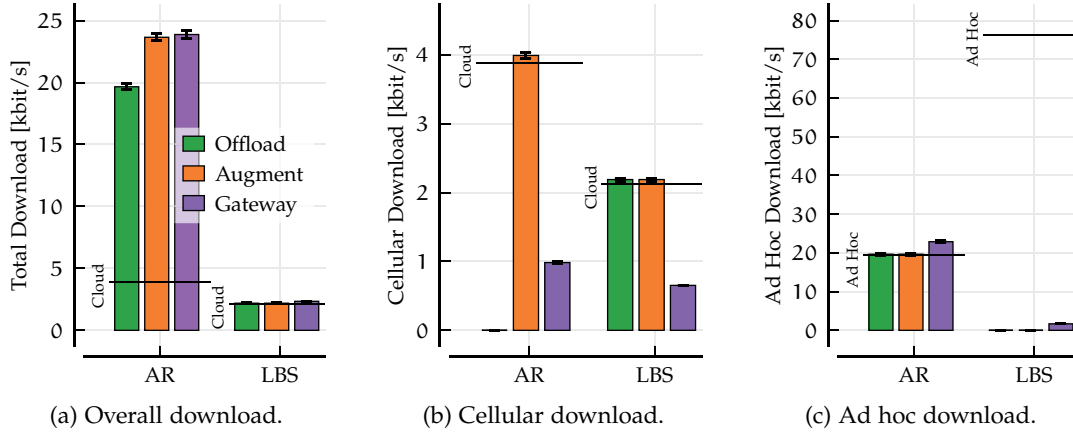 Total Download [kbit/s]
25
20
15
10
5
0
Cloud
Cloud
Offload
Augment
Gateway
AR
LBS
(a) Overall download.
Cellular Download [kbit/s]
4
3
2
1
0
Cloud
Cloud
AR
LBS
(b) Cellular download.
Ad Hoc Download [kbit/s]
80
70
60
50
40
30
20
10
0
Ad Hoc
Ad Hoc
AR
LBS
(c) Ad hoc download.